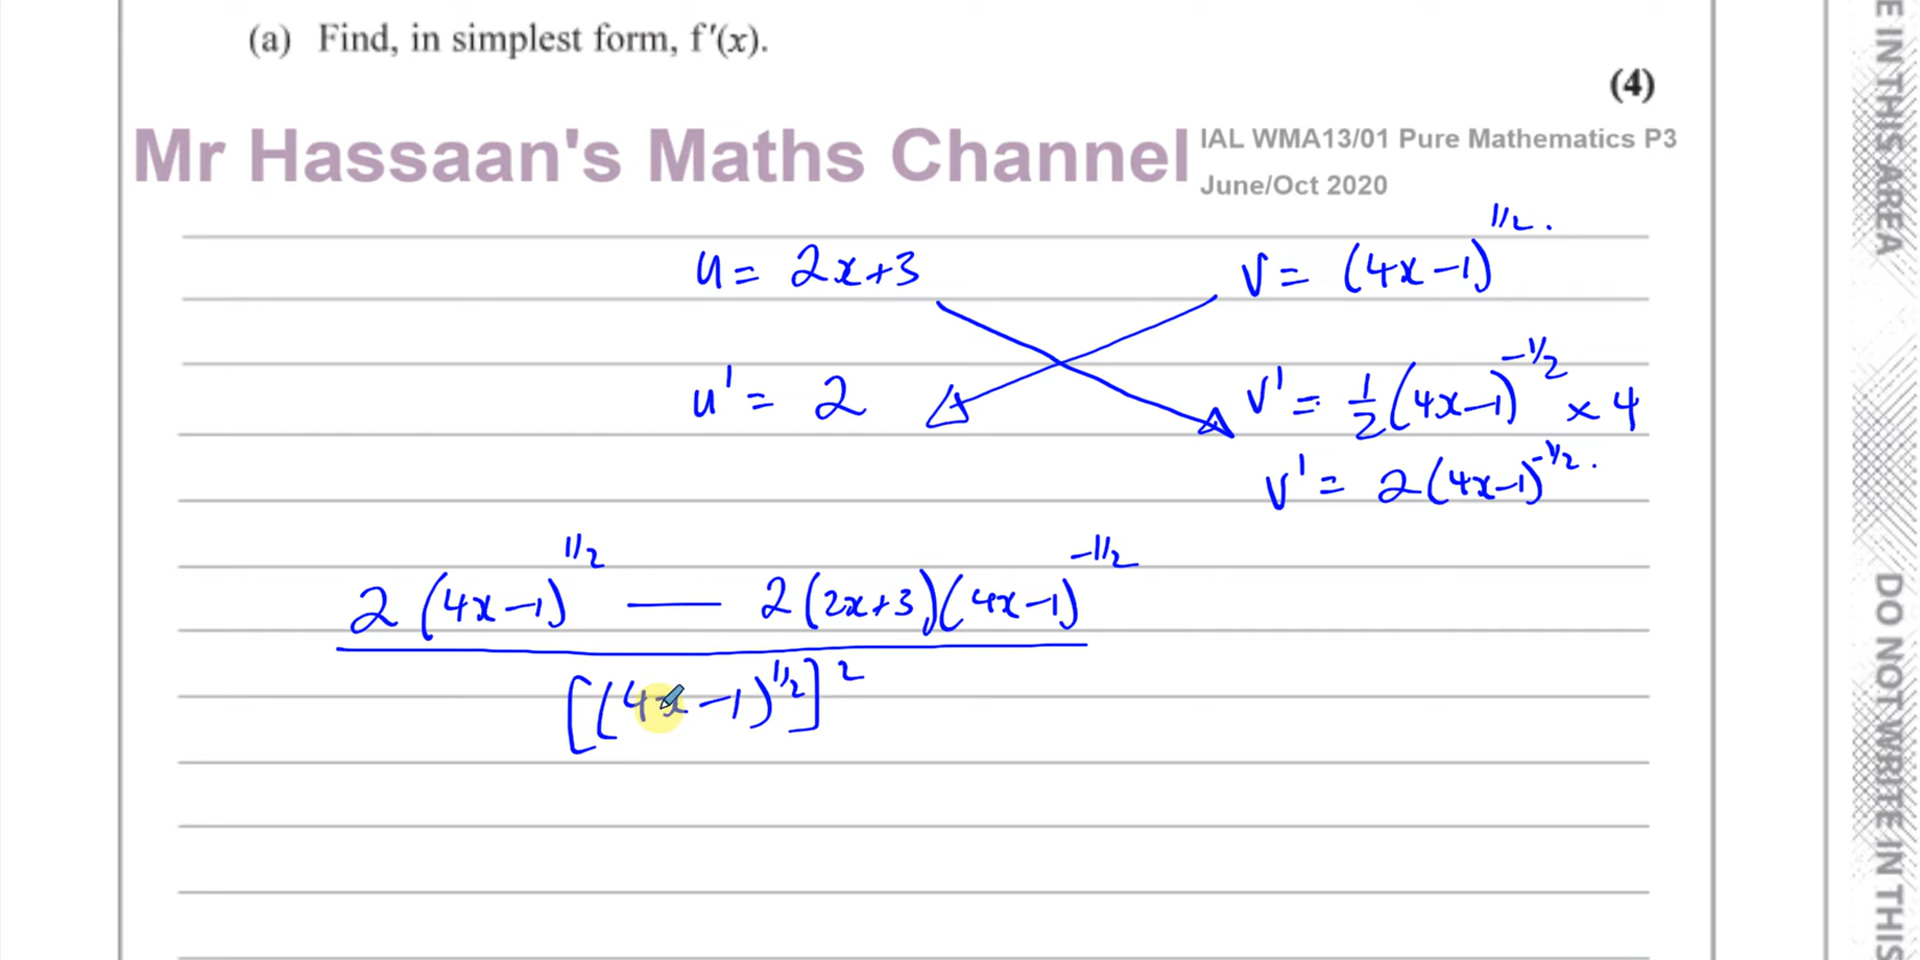 (a) Find, in simplest form, f′(x).
(4)
Mr Hassaan's Maths Channel
IAL WMA13/01 Pure Mathematics P3
June/Oct 2020
u = 2x+3
v = (4x−1)^1/2.
u' = 2
v' = 1/2(4x−1)^−1/2 × 4
v' = 2(4x−1)^−1/2.
2(4x−1)^1/2 — 2(2x+3)(4x−1)^−1/2
[(4x−1)^1/2]^2
E IN THIS AREA
DO NOT WRITE IN THIS